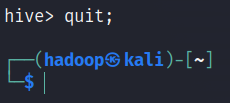 hive> quit;
┌──(hadoop㉿kali)-[~]
└─$